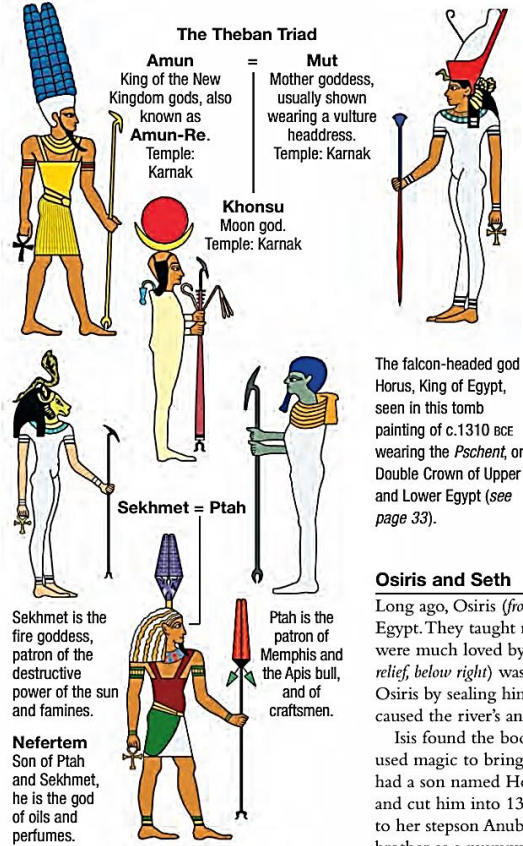 The Theban Triad
Amun = Mut
King of the New
Kingdom gods, also
known as
Amun-Re.
Temple:
Karnak
Mother goddess,
usually shown
wearing a vulture
headdress.
Temple: Karnak
Khonsu
Moon god.
Temple: Karnak
The falcon-headed god
Horus, King of Egypt,
seen in this tomb
painting of c.1310 BCE
wearing the Pschent, or
Double Crown of Upper
and Lower Egypt (see
page 33).
Sekhmet = Ptah
Sekhmet is the
fire goddess,
patron of the
destructive
power of the sun
and famines.
Ptah is the
patron of
Memphis and
the Apis bull,
and of
craftsmen.
Nefertem
Son of Ptah
and Sekhmet,
he is the god
of oils and
perfumes.
Osiris and Seth
Long ago, Osiris
Egypt. They taught
were much loved by
relief, below right) was
Osiris by sealing him
caused the river's
Isis found the
used magic to bring
had a son named
and cut him into
to her stepson